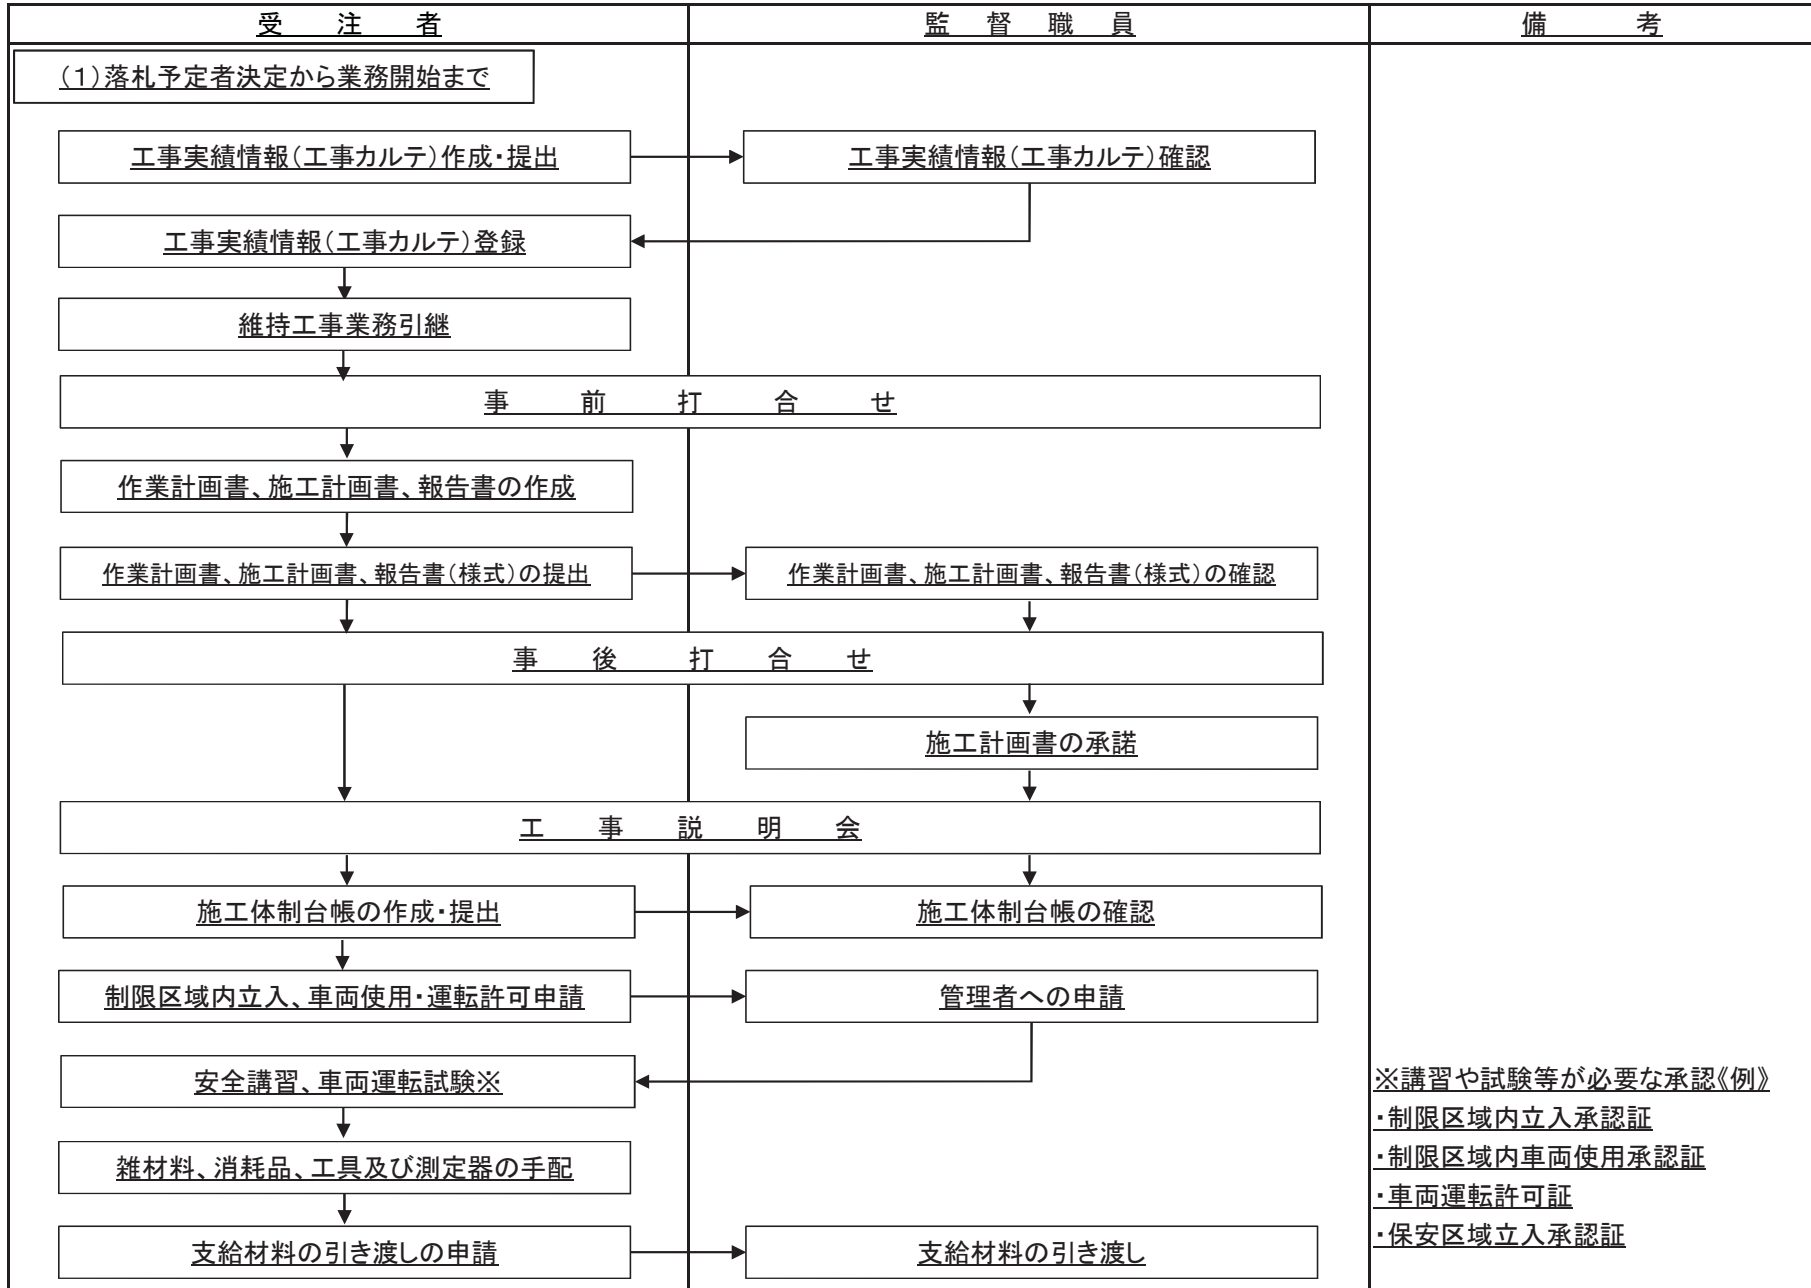 受注者 監督職員 備考
(１)落札予定者決定から業務開始まで
工事実績情報(工事カルテ)作成・提出 工事実績情報(工事カルテ)確認
工事実績情報(工事カルテ)登録
維持工事業務引継
事前打合せ
作業計画書、施工計画書、報告書の作成
作業計画書、施工計画書、報告書(様式)の提出 作業計画書、施工計画書、報告書(様式)の確認
事後打合せ
施工計画書の承諾
工事説明会
施工体制台帳の作成・提出 施工体制台帳の確認
制限区域内立入、車両使用・運転許可申請 管理者への申請
安全講習、車両運転試験※
雑材料、消耗品、工具及び測定器の手配
支給材料の引き渡しの申請 支給材料の引き渡し
※講習や試験等が必要な承認《例》
・制限区域内立入承認証
・制限区域内車両使用承認証
・車両運転許可証
・保安区域立入承認証